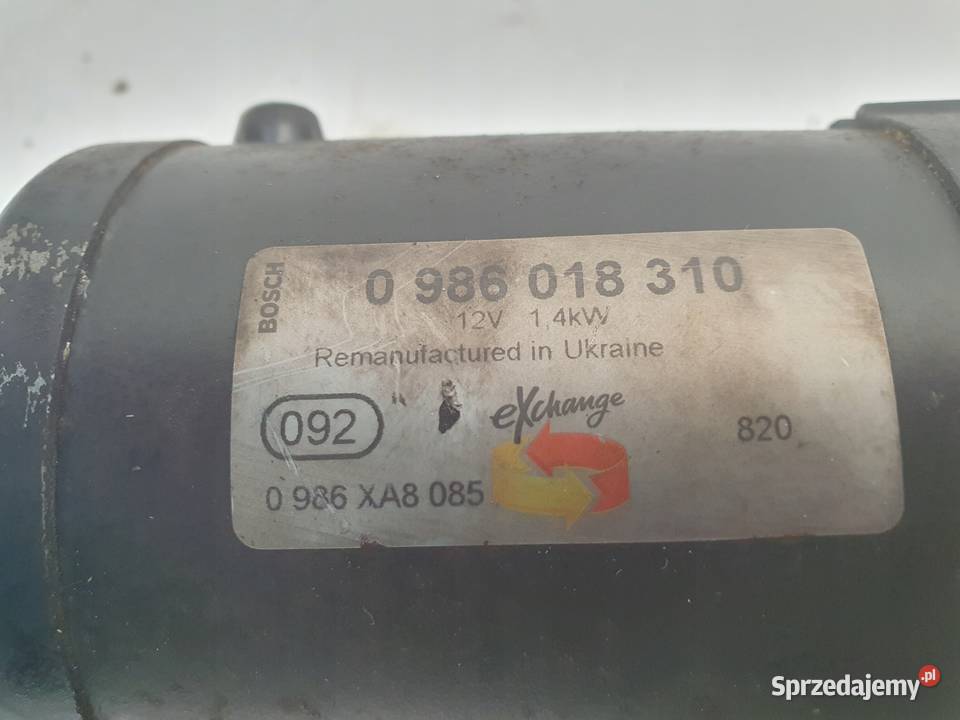 BOSCH
0 986 018 310
12V 1,4kW
Remanufactured in Ukraine
092
eXchange
820
0 986 XA8 085
Sprzedajemy.pl